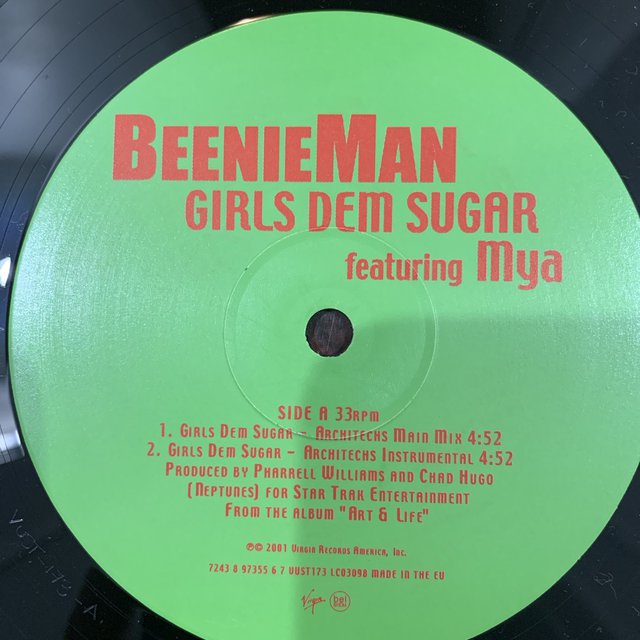 BEENIEMAN
GIRLS DEM SUGAR
featuring Mya
SIDE A 33RPM
1. GIRLS DEM SUGAR - ARCHITECHS MAIN MIX 4:52
2. GIRLS DEM SUGAR - ARCHITECHS INSTRUMENTAL 4:52
PRODUCED BY PHARRELL WILLIAMS AND CHAD HUGO
(NEPTUNES) FOR STAR TRAK ENTERTAINMENT
FROM THE ALBUM "ART & LIFE"
℗© 2001 VIRGIN RECORDS AMERICA, INC.
7243 8 97355 6 7 VUST173 LC03098 MADE IN THE EU
Virgin
VUST 173-A